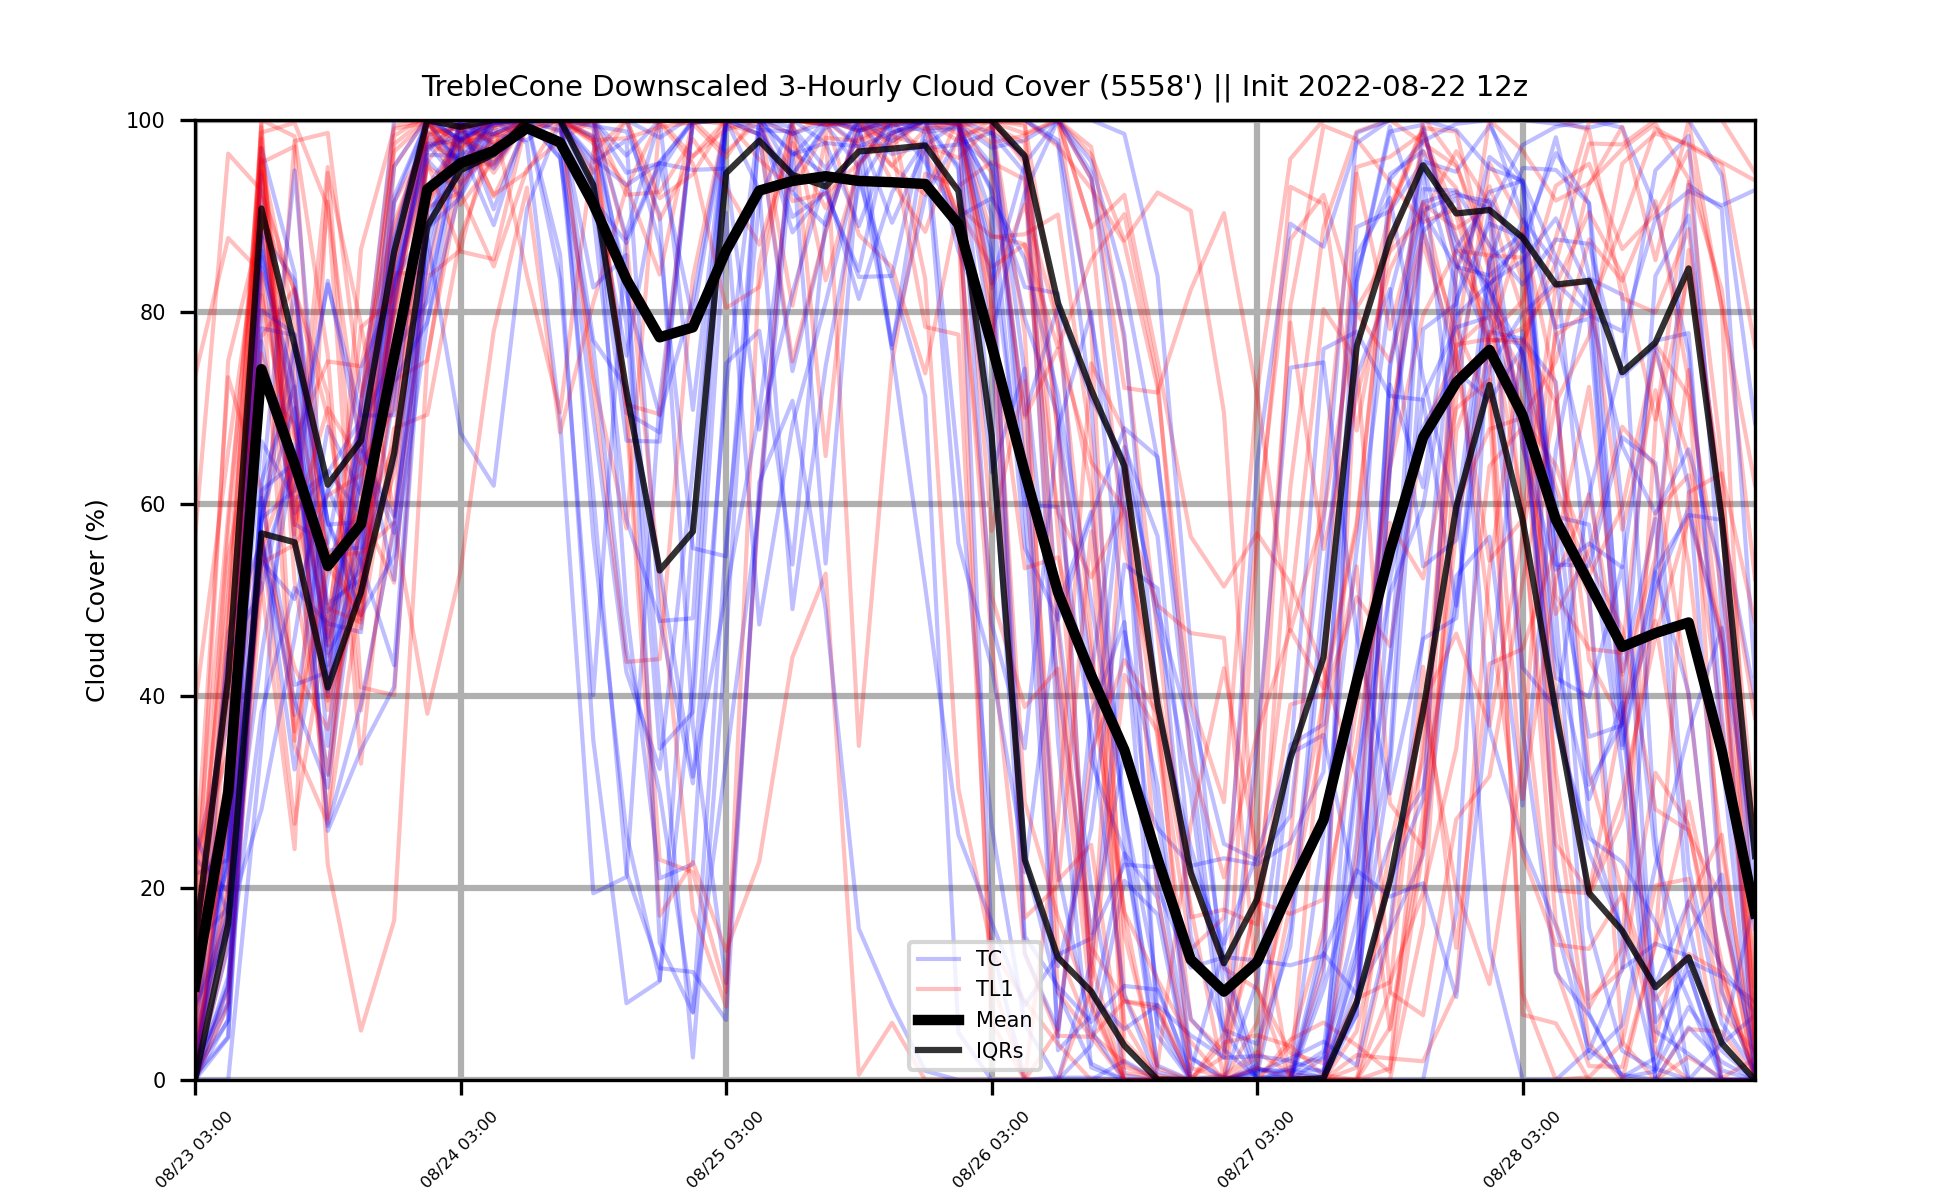 TrebleCone Downscaled 3-Hourly Cloud Cover (5558') || Init 2022-08-22 12z
Cloud Cover (%)
100
80
60
40
20
0
TC
TL1
Mean
IQRs
08/23 03:00
08/24 03:00
08/25 03:00
08/26 03:00
08/27 03:00
08/28 03:00